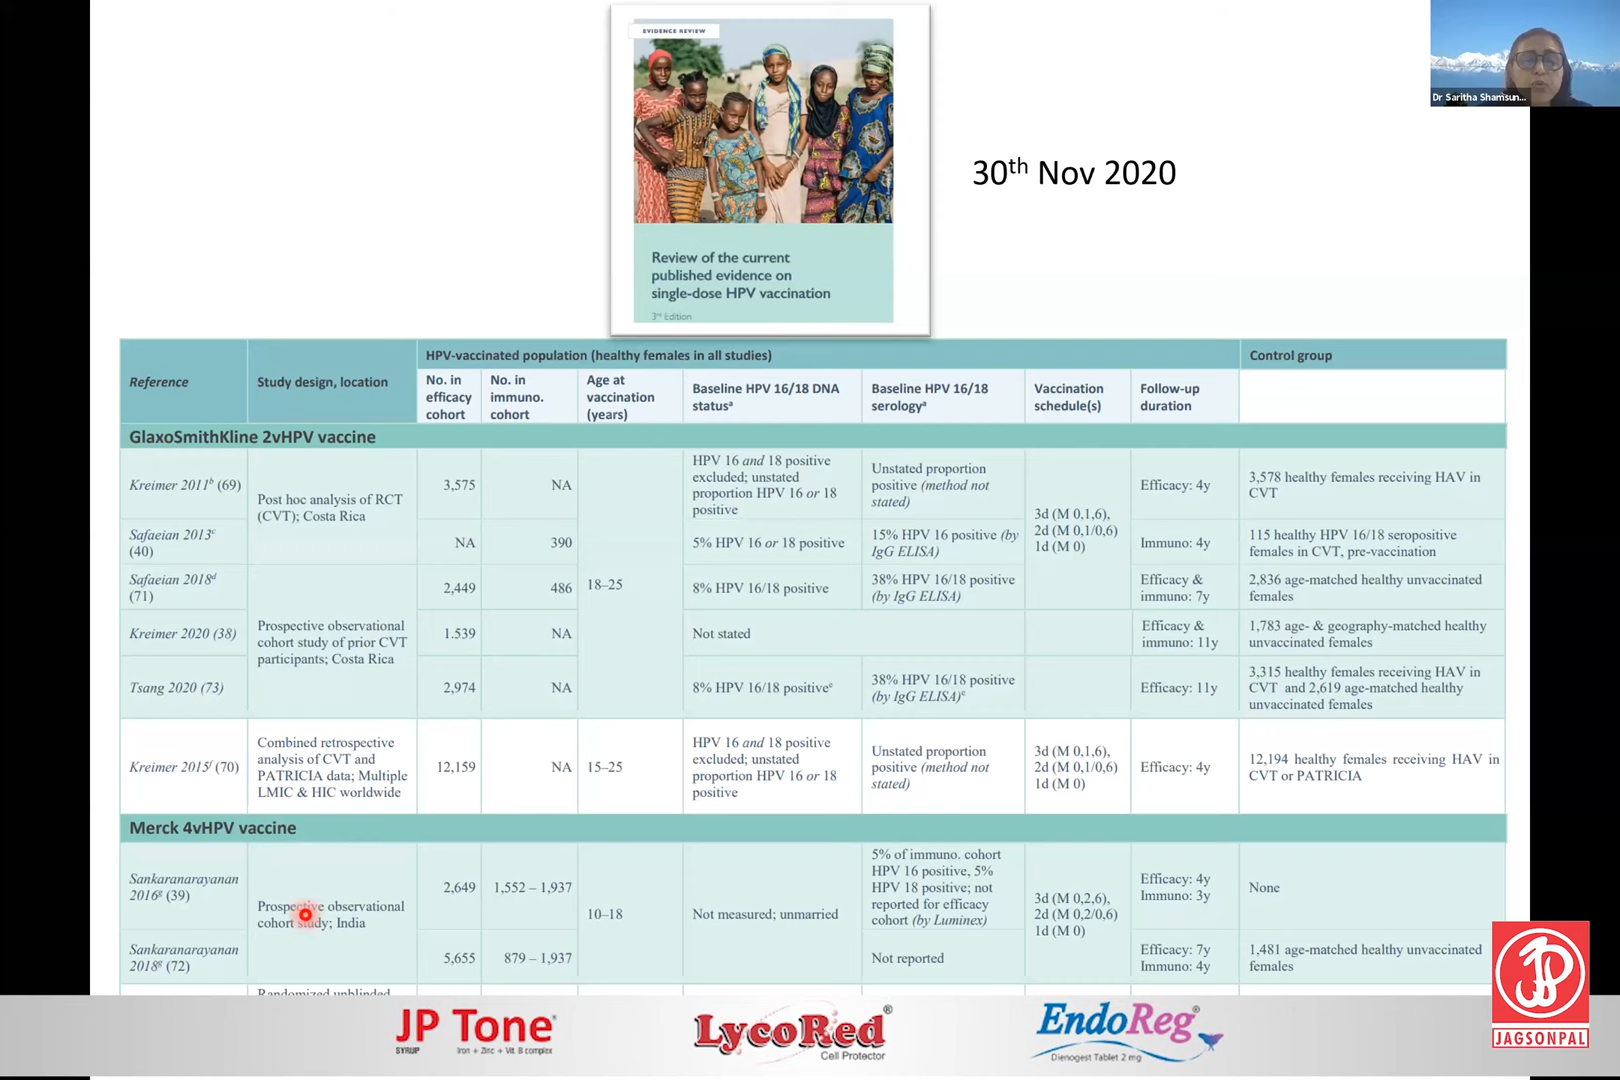 EVIDENCE REVIEW
Review of the current
published evidence on
single-dose HPV vaccination
3rd Edition
30th Nov 2020
Dr Saritha Shamsun...
Reference
Study design, location
HPV-vaccinated population (healthy females in all studies)
Control group
No. in
efficacy
cohort
No. in
immuno.
cohort
Age at
vaccination
(years)
Baseline HPV 16/18 DNA
statusa
Baseline HPV 16/18
serologya
Vaccination
schedule(s)
Follow-up
duration
GlaxoSmithKline 2vHPV vaccine
Kreimer 2011b (69)
Post hoc analysis of RCT
(CVT); Costa Rica
3,575
NA
18–25
HPV 16 and 18 positive
excluded; unstated
proportion HPV 16 or 18
positive
Unstated proportion
positive (method not
stated)
3d (M 0,1,6),
2d (M 0,1/0,6)
1d (M 0)
Efficacy: 4y
3,578 healthy females receiving HAV in
CVT
Safaeian 2013c
(40)
NA
390
5% HPV 16 or 18 positive
15% HPV 16 positive (by
IgG ELISA)
Immuno: 4y
115 healthy HPV 16/18 seropositive
females in CVT, pre-vaccination
Safaeian 2018d
(71)
Prospective observational
cohort study of prior CVT
participants; Costa Rica
2,449
486
8% HPV 16/18 positive
38% HPV 16/18 positive
(by IgG ELISA)
Efficacy &
immuno: 7y
2,836 age-matched healthy unvaccinated
females
Kreimer 2020 (38)
1.539
NA
Not stated
Efficacy &
immuno: 11y
1,783 age- & geography-matched healthy
unvaccinated females
Tsang 2020 (73)
2,974
NA
8% HPV 16/18 positivee
38% HPV 16/18 positive
(by IgG ELISA)e
Efficacy: 11y
3,315 healthy females receiving HAV in
CVT and 2,619 age-matched healthy
unvaccinated females
Kreimer 2015f (70)
Combined retrospective
analysis of CVT and
PATRICIA data; Multiple
LMIC & HIC worldwide
12,159
NA
15–25
HPV 16 and 18 positive
excluded; unstated
proportion HPV 16 or 18
positive
Unstated proportion
positive (method not
stated)
3d (M 0,1,6),
2d (M 0,1/0,6)
1d (M 0)
Efficacy: 4y
12,194 healthy females receiving HAV in
CVT or PATRICIA
Merck 4vHPV vaccine
Sankaranarayanan
2016g (39)
Prospective observational
cohort study; India
2,649
1,552 – 1,937
10–18
Not measured; unmarried
5% of immuno. cohort
HPV 16 positive, 5%
HPV 18 positive; not
reported for efficacy
cohort (by Luminex)
3d (M 0,2,6),
2d (M 0,2/0,6)
1d (M 0)
Efficacy: 4y
Immuno: 3y
None
Sankaranarayanan
2018g (72)
5,655
879 – 1,937
Not reported
Efficacy: 7y
Immuno: 4y
1,481 age-matched healthy unvaccinated
females
Randomized unblinded
JP Tone
SYRUP
Iron + Zinc + Vit. B complex
LycoRed®
Cell Protector
EndoReg®
Dienogest Tablet 2 mg
JAGSONPAL